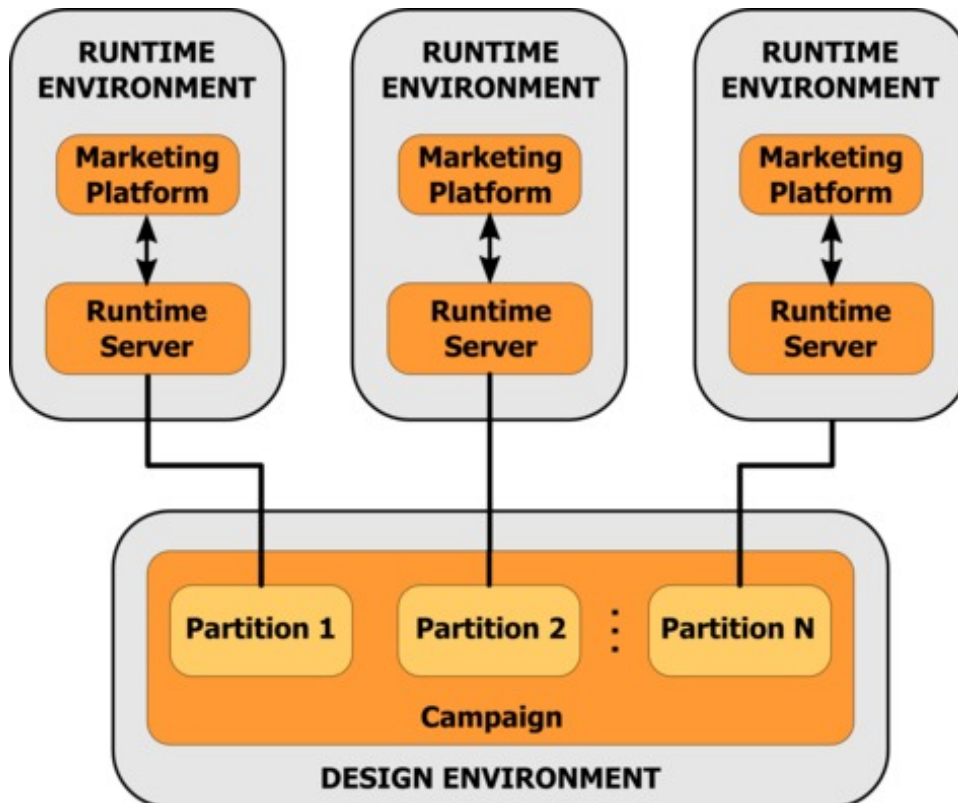 RUNTIME
ENVIRONMENT
Marketing
Platform
Runtime
Server
RUNTIME
ENVIRONMENT
Marketing
Platform
Runtime
Server
RUNTIME
ENVIRONMENT
Marketing
Platform
Runtime
Server
Partition 1
Partition 2
Partition N
Campaign
DESIGN ENVIRONMENT